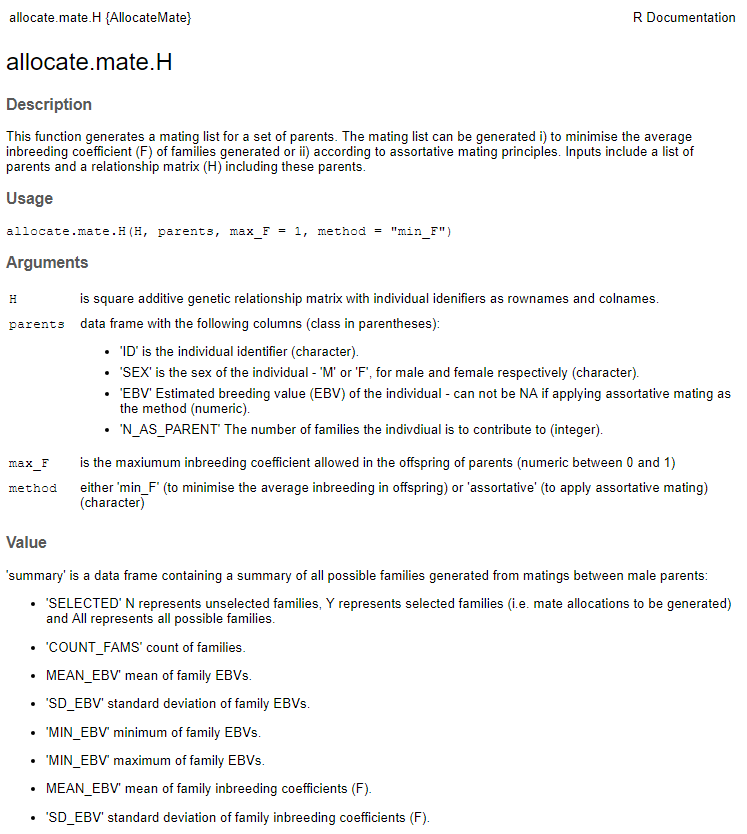 allocate.mate.H {AllocateMate}
R Documentation
allocate.mate.H
Description
This function generates a mating list for a set of parents. The mating list can be generated i) to minimise the average
inbreeding coefficient (F) of families generated or ii) according to assortative mating principles. Inputs include a list of
parents and a relationship matrix (H) including these parents.
Usage
allocate.mate.H(H, parents, max_F = 1, method = "min_F")
Arguments
H is square additive genetic relationship matrix with individual idenifiers as rownames and colnames.
parents data frame with the following columns (class in parentheses):
• 'ID' is the individual identifier (character).
• 'SEX' is the sex of the individual - 'M' or 'F', for male and female respectively (character).
• 'EBV' Estimated breeding value (EBV) of the individual - can not be NA if applying assortative mating as
the method (numeric).
• 'N_AS_PARENT' The number of families the indivdiual is to contribute to (integer).
max_F is the maxiumum inbreeding coefficient allowed in the offspring of parents (numeric between 0 and 1)
method either 'min_F' (to minimise the average inbreeding in offspring) or 'assortative' (to apply assortative mating)
(character)
Value
'summary' is a data frame containing a summary of all possible families generated from matings between male parents:
• 'SELECTED' N represents unselected families, Y represents selected families (i.e. mate allocations to be generated)
and All represents all possible families.
• 'COUNT_FAMS' count of families.
• MEAN_EBV' mean of family EBVs.
• 'SD_EBV' standard deviation of family EBVs.
• 'MIN_EBV' minimum of family EBVs.
• 'MIN_EBV' maximum of family EBVs.
• MEAN_EBV' mean of family inbreeding coefficients (F).
• 'SD_EBV' standard deviation of family inbreeding coefficients (F).